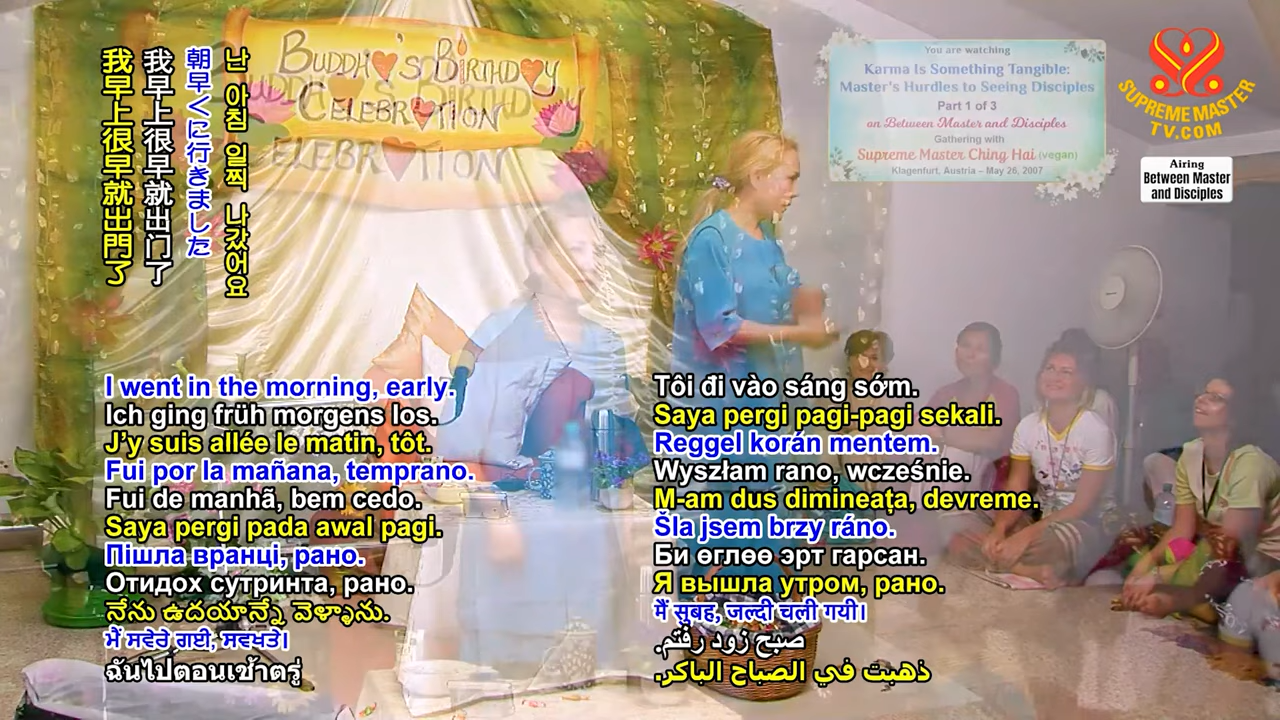 BUDDHA'S BIRTHDAY
CELEBRATION
You are watching
Karma Is Something Tangible:
Master's Hurdles to Seeing Disciples
Part 1 of 3
on Between Master and Disciples
Gathering with
Supreme Master Ching Hai (vegan)
Klagenfurt, Austria – May 26, 2007
SUPREME MASTER
TV.COM
Airing
Between Master
and Disciples
난 아침 일찍 나갔어요
朝早くに行きました
我早上很早就出门了
我早上很早就出門了
I went in the morning, early.
Ich ging früh morgens los.
J'y suis allée le matin, tôt.
Fui por la mañana, temprano.
Fui de manhã, bem cedo.
Saya pergi pada awal pagi.
Пішла вранці, рано.
Отидох сутринта, рано.
నేను ఉదయాన్నే వెళ్ళాను.
ਮੈਂ ਸਵੇਰੇ ਗਈ, ਸਵਖਤੇ।
ฉันไปตอนเช้าตรู่
Tôi đi vào sáng sớm.
Saya pergi pagi-pagi sekali.
Reggel korán mentem.
Wyszłam rano, wcześnie.
M-am dus dimineața, devreme.
Šla jsem brzy ráno.
Би өглөө эрт гарсан.
Я вышла утром, рано.
मैं सुबह, जल्दी चली गयी।
صبح زود رفتم.
ذهبت في الصباح الباكر.